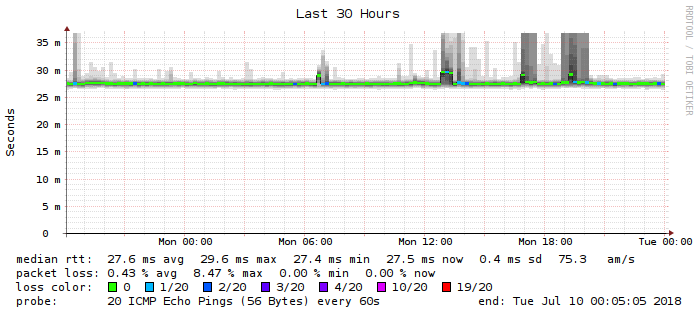 Last 30 Hours
RRDTOOL / TOBI OETIKER
Seconds
35 m
30 m
25 m
20 m
15 m
10 m
5 m
0
Mon 00:00 Mon 06:00 Mon 12:00 Mon 18:00 Tue 00:00
median rtt: 27.6 ms avg 29.6 ms max 27.4 ms min 27.5 ms now 0.4 ms sd 75.3 am/s
packet loss: 0.43 % avg 8.47 % max 0.00 % min 0.00 % now
loss color: 0 1/20 2/20 3/20 4/20 10/20 19/20
probe: 20 ICMP Echo Pings (56 Bytes) every 60s end: Tue Jul 10 00:05:05 2018